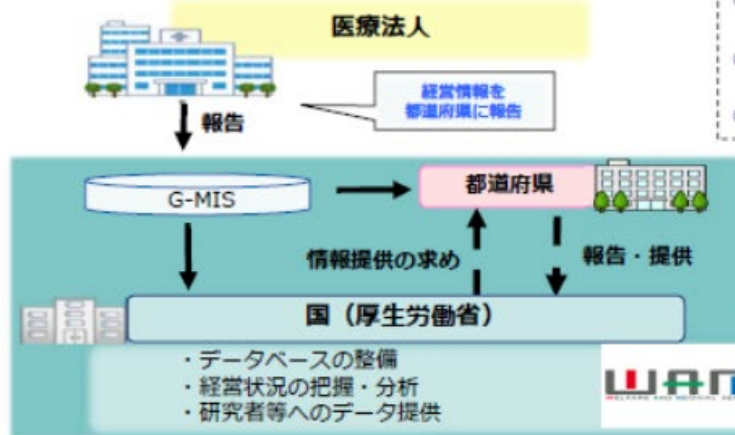 医療法人
経営情報を
都道府県に報告
報告
G-MIS
都道府県
情報提供の求め
報告・提供
国（厚生労働省）
・データベースの整備
・経営状況の把握・分析
・研究者等へのデータ提供
WELFARE AND MEDICAL